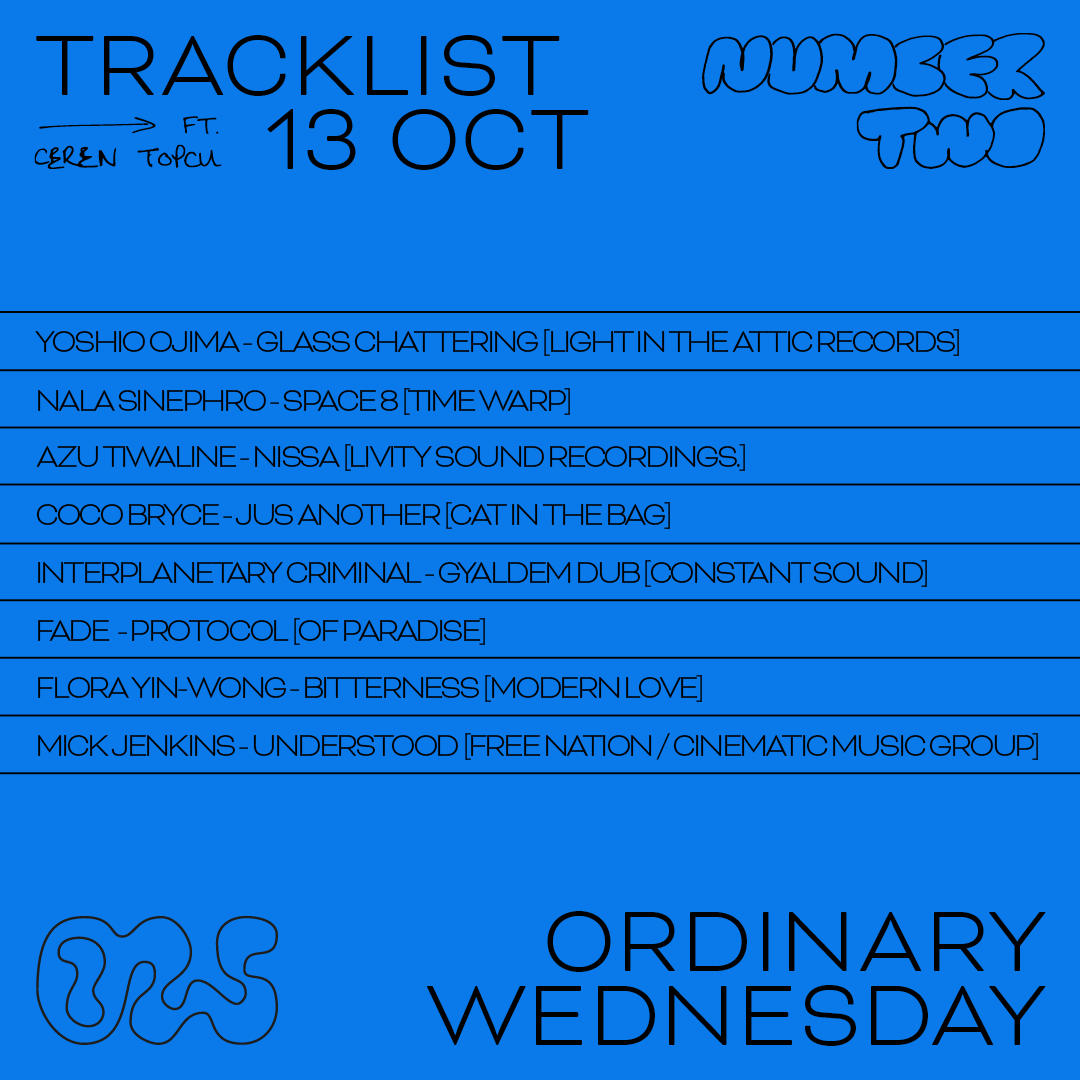 TRACKLIST
FT. 13 OCT
CEREN TOPCU
NUMBER
TWO
YOSHIO OJIMA - GLASS CHATTERING [LIGHT IN THE ATTIC RECORDS]
NALA SINEPHRO - SPACE 8 [TIME WARP]
AZU TIWALINE - NISSA [LIVITY SOUND RECORDINGS.]
COCO BRYCE - JUS ANOTHER [CAT IN THE BAG]
INTERPLANETARY CRIMINAL - GYALDEM DUB [CONSTANT SOUND]
FADE - PROTOCOL [OF PARADISE]
FLORA YIN-WONG - BITTERNESS [MODERN LOVE]
MICK JENKINS - UNDERSTOOD [FREE NATION / CINEMATIC MUSIC GROUP]
OW
ORDINARY
WEDNESDAY